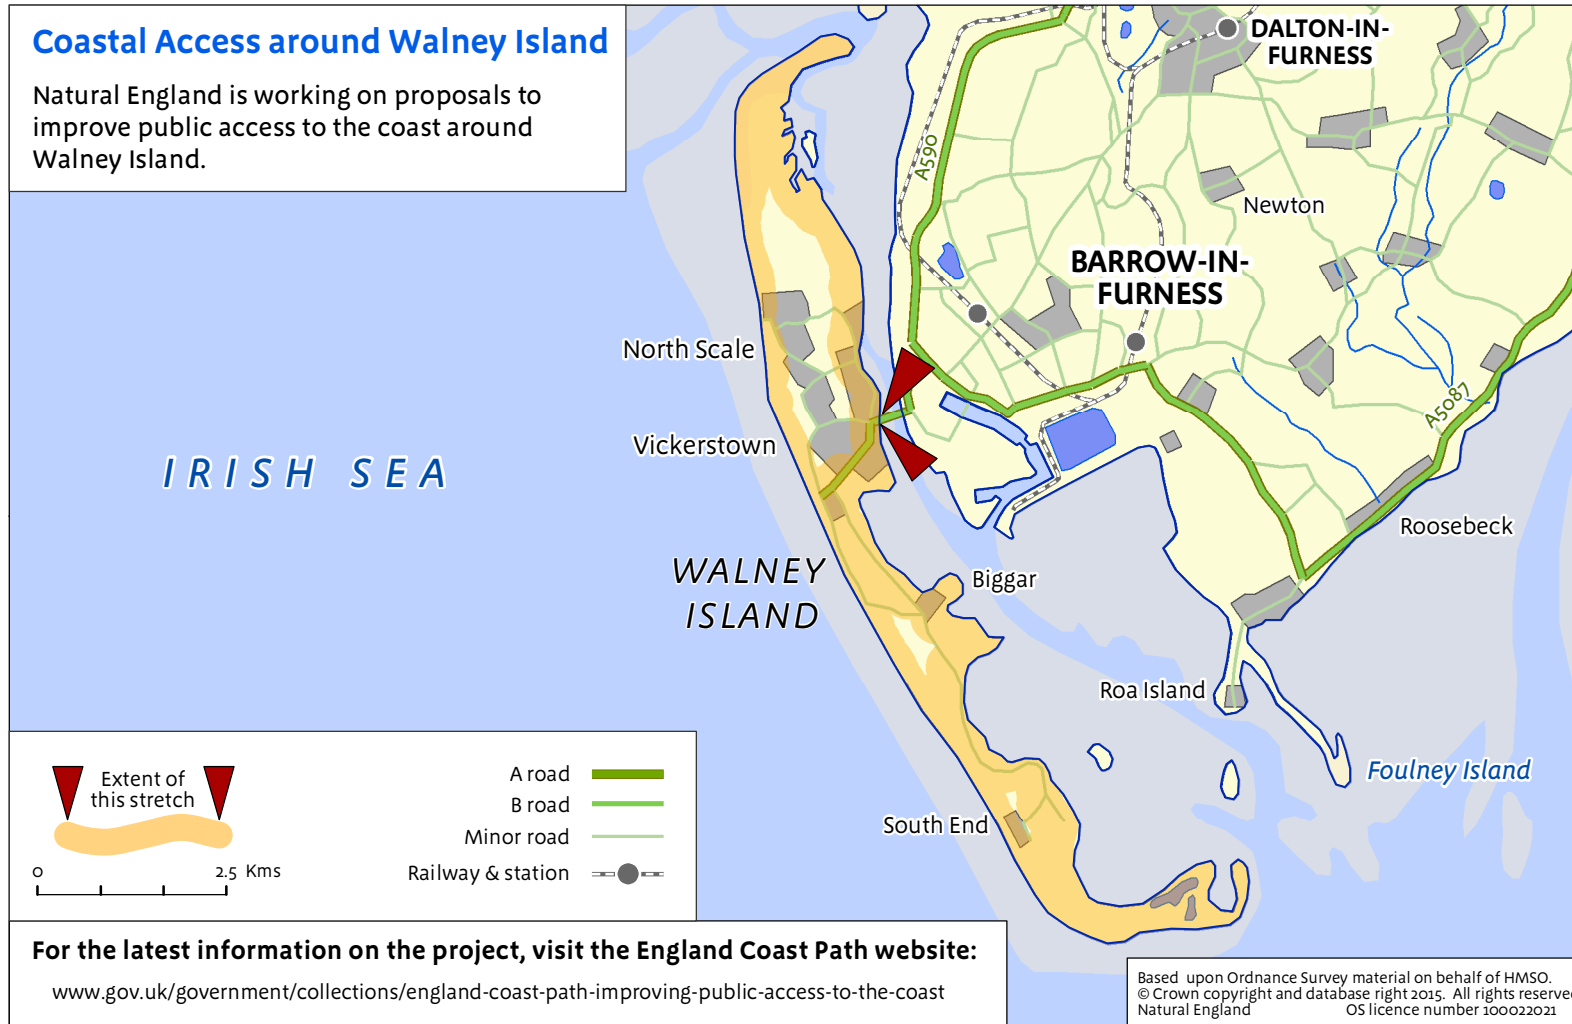 Coastal Access around Walney Island
Natural England is working on proposals to
improve public access to the coast around
Walney Island.
DALTON-IN-
FURNESS
A590
Newton
BARROW-IN-
FURNESS
North Scale
A5087
Vickerstown
IRISH SEA
Roosebeck
WALNEY
ISLAND
Biggar
Roa Island
Foulney Island
South End
Extent of
this stretch
0 2.5 Kms
A road
B road
Minor road
Railway & station
For the latest information on the project, visit the England Coast Path website:
www.gov.uk/government/collections/england-coast-path-improving-public-access-to-the-coast
Based upon Ordnance Survey material on behalf of HMSO.
© Crown copyright and database right 2015. All rights reserve
Natural England OS licence number 100022021